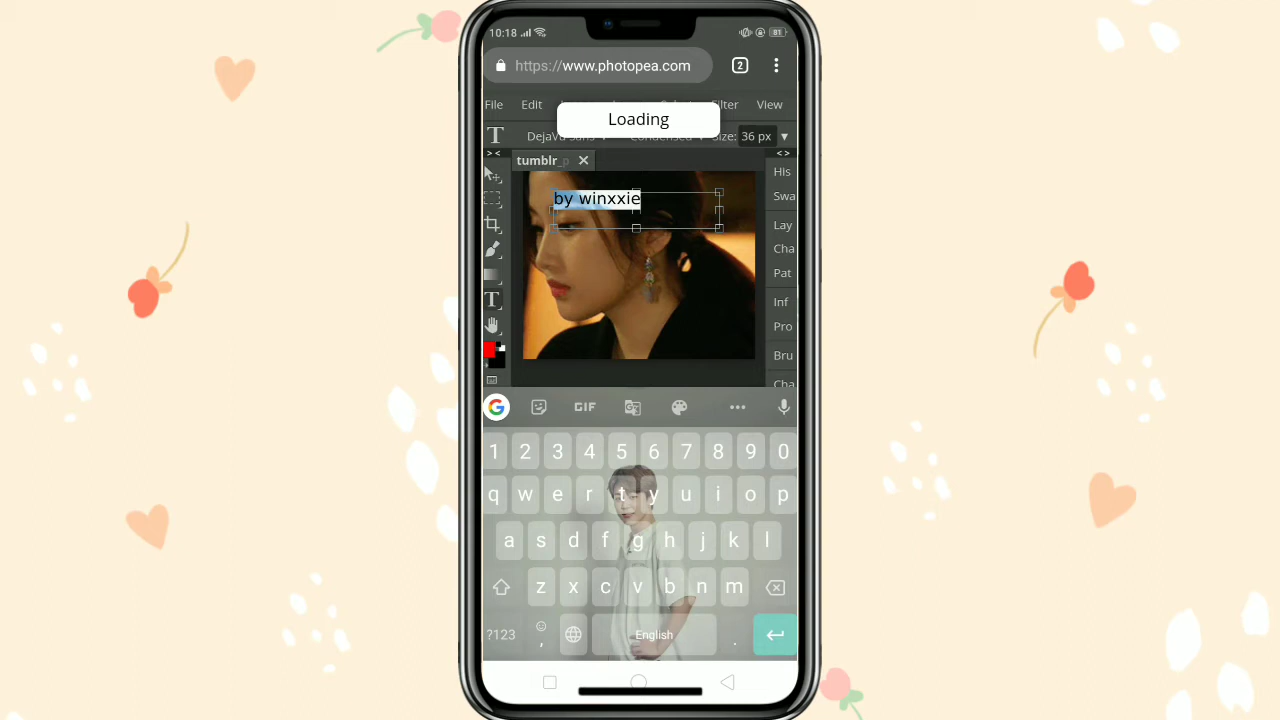 10:18 81
https://www.photopea.com 2
File Edit View
Loading
T Size: 36 px
tumblr_p
by winxxie
His
Swa
Lay
Cha
Pat
Inf
Pro
Bru
Cha
T
G GIF
1 2 3 4 5 6 7 8 9 0
q w e r t y u i o p
a s d f g h j k l
z x c v b n m
?123 , English .